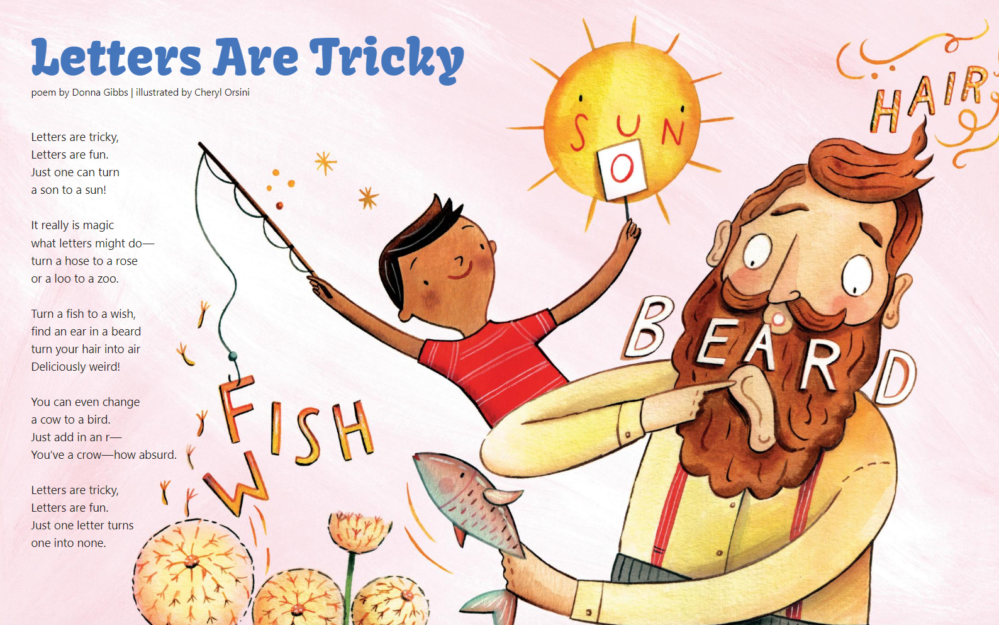 Letters Are Tricky
poem by Donna Gibbs | illustrated by Cheryl Orsini
Letters are tricky,
Letters are fun.
Just one can turn
a son to a sun!
It really is magic
what letters might do—
turn a hose to a rose
or a loo to a zoo.
Turn a fish to a wish,
find an ear in a beard
turn your hair into air
Deliciously weird!
You can even change
a cow to a bird.
Just add in an r—
You’ve a crow—how absurd.
Letters are tricky,
Letters are fun.
Just one letter turns
one into none.
SUN
O
HAIR
BEARD
FISH
W